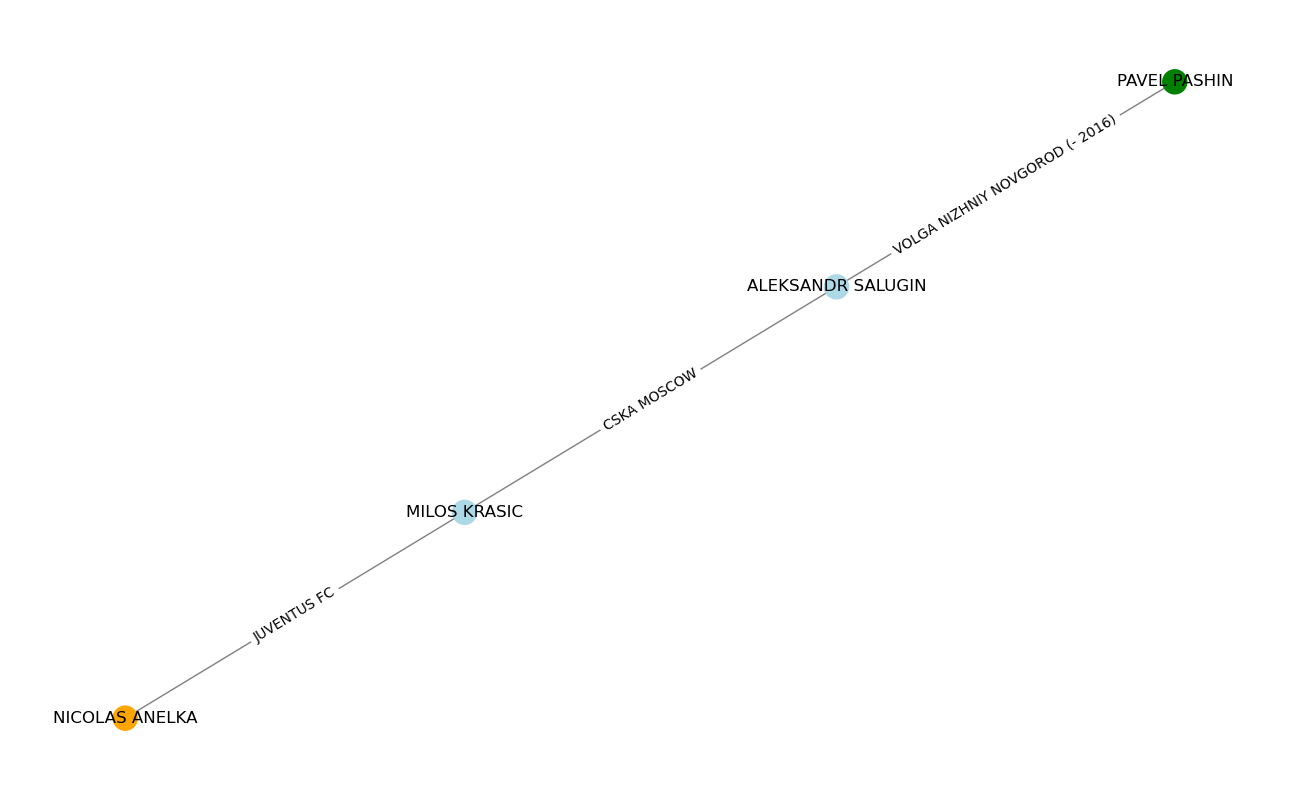 PAVEL PASHIN
VOLGA NIZHNIY NOVGOROD (- 2016)
ALEKSANDR SALUGIN
CSKA MOSCOW
MILOS KRASIC
JUVENTUS FC
NICOLAS ANELKA